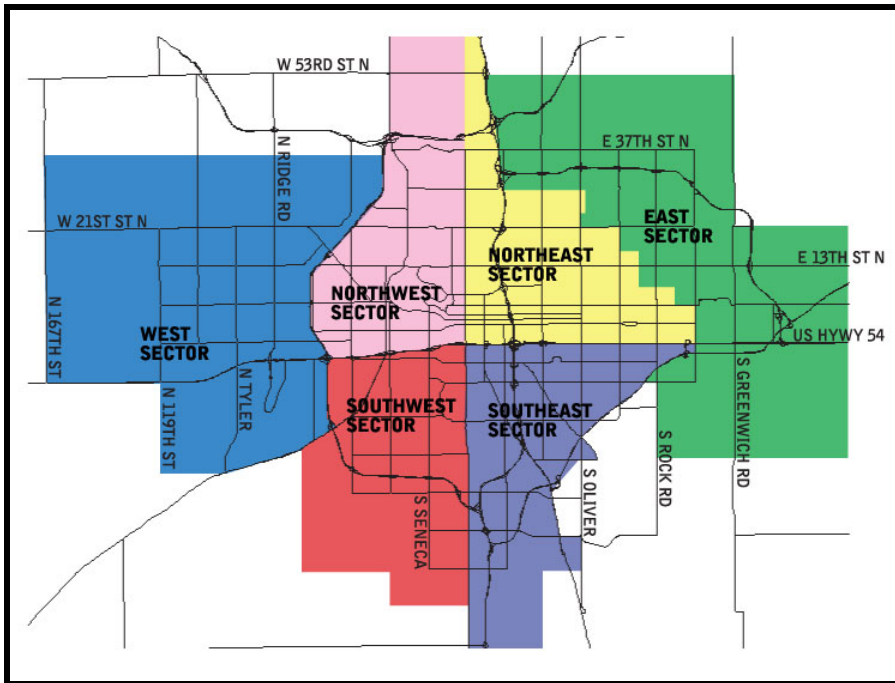 W 53RD ST N
E 37TH ST N
N RIDGE RD
W 21ST ST N
EAST
SECTOR
NORTHEAST
SECTOR
E 13TH ST N
NORTHWEST
SECTOR
N 167TH ST
WEST
SECTOR
US HYWY 54
N 119TH ST
N TYLER
SOUTHWEST
SECTOR
SOUTHEAST
SECTOR
S GREENWICH RD
S ROCK RD
S OLIVER
S SENECA